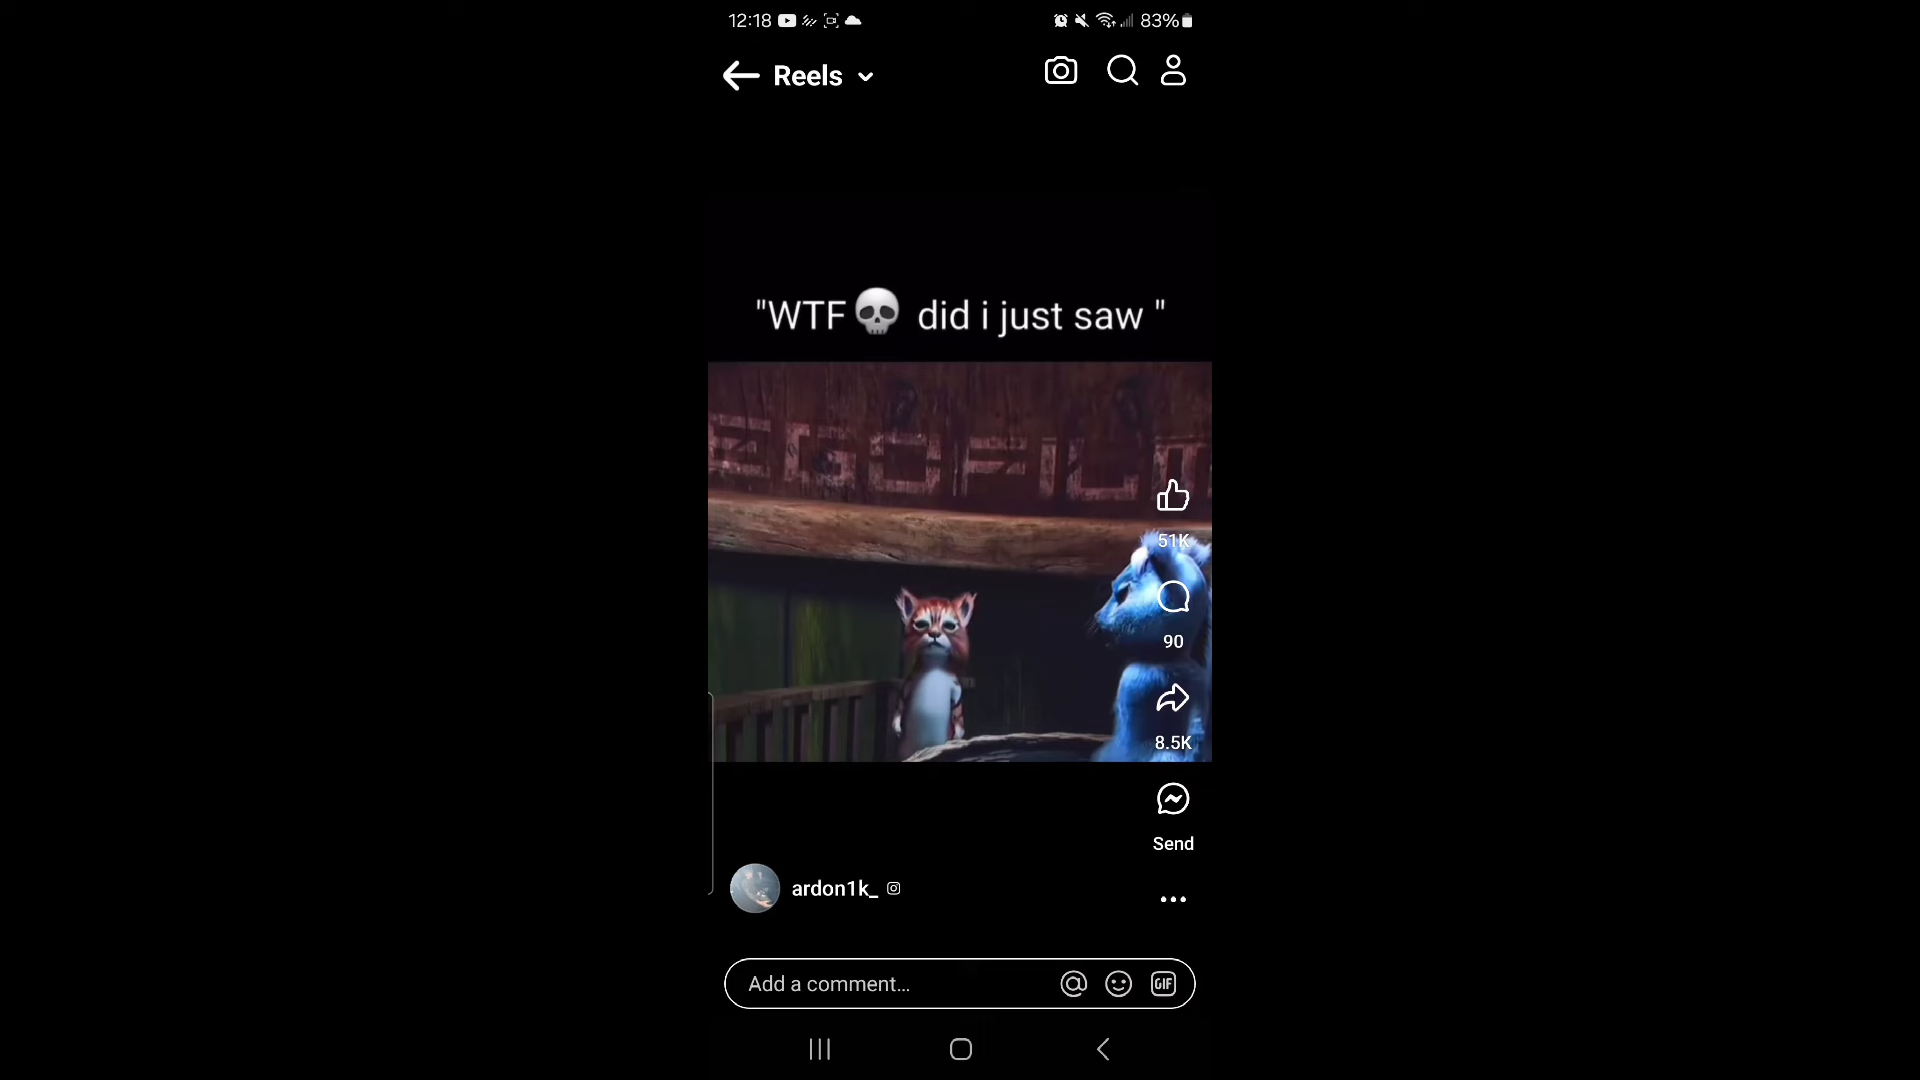 12:18
83%
Reels
"WTF💀 did i just saw "
51K
90
8.5K
Send
ardon1k_
Add a comment...
GIF